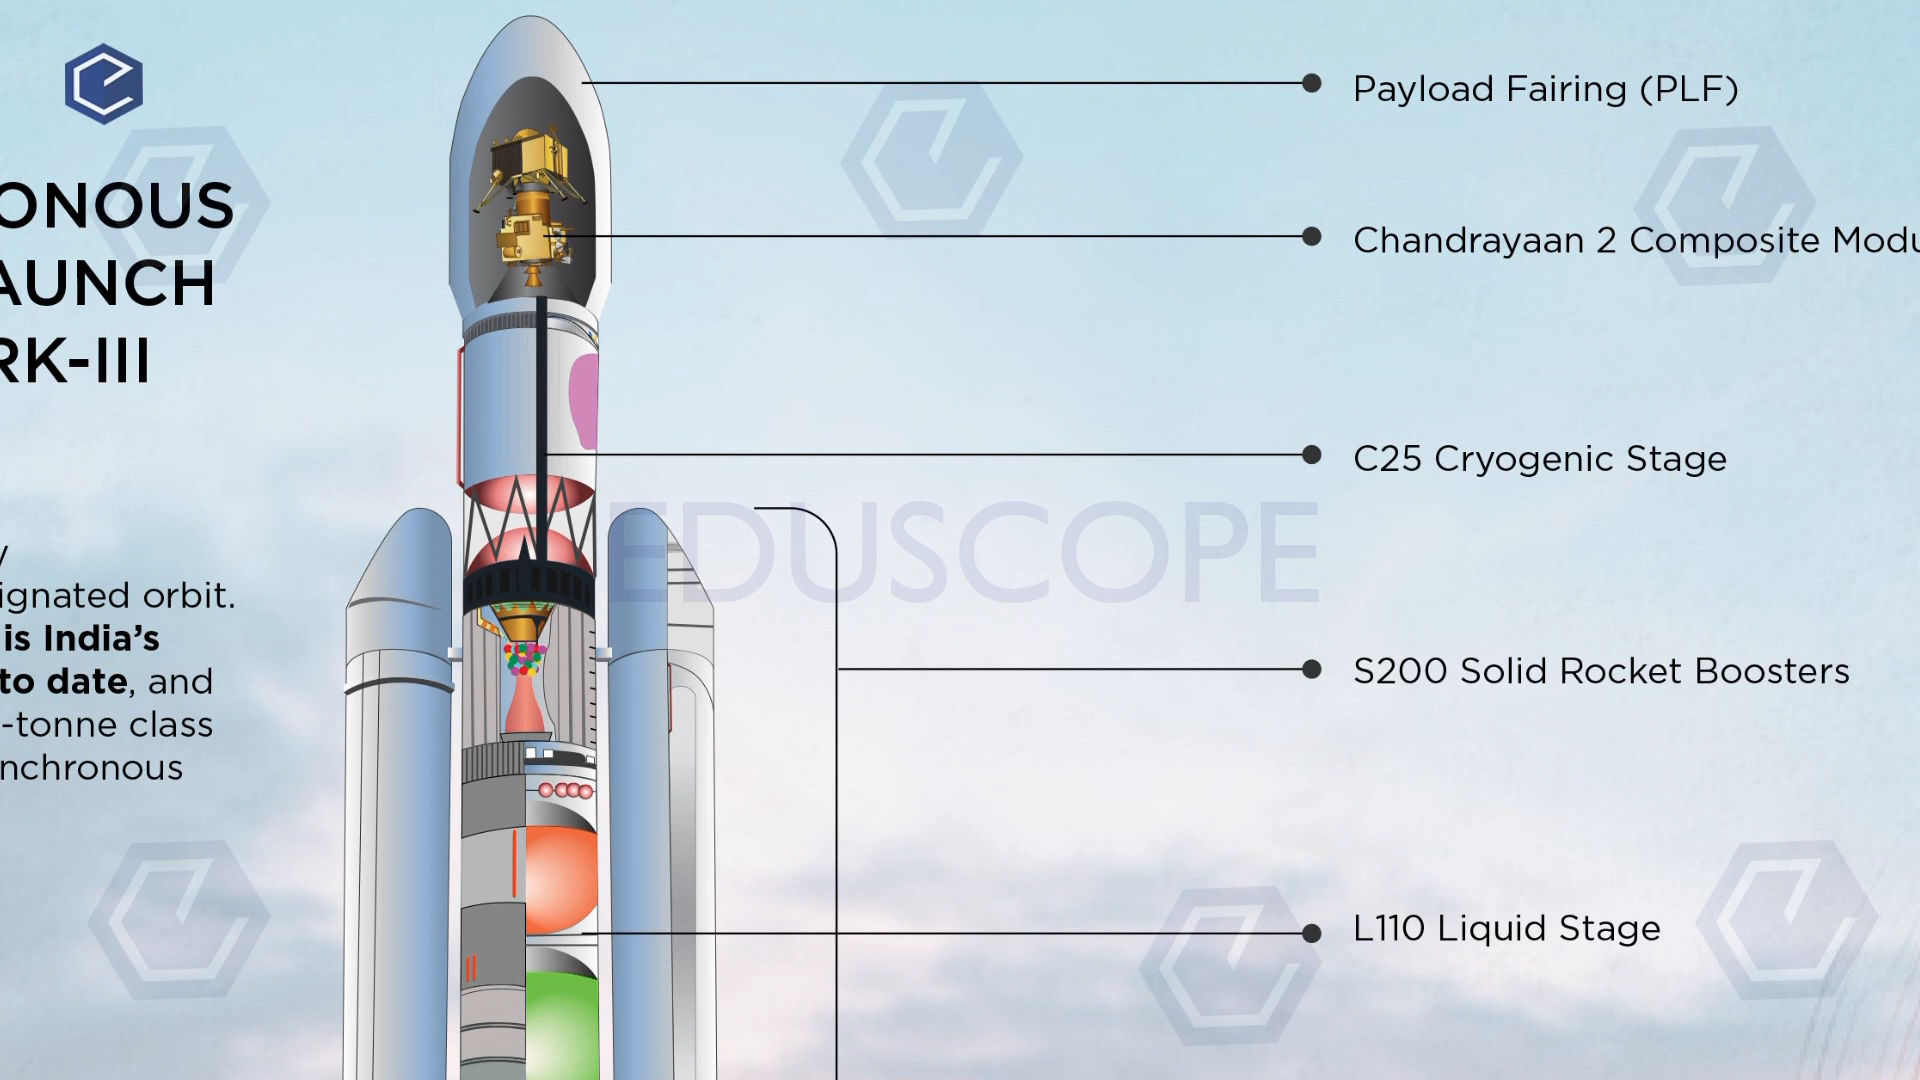 ONOUS
AUNCH
RK-III
y
ignated orbit.
is India's
to date, and
-tonne class
nchronous
Payload Fairing (PLF)
Chandrayaan 2 Composite Modu
C25 Cryogenic Stage
EDUSCOPE
S200 Solid Rocket Boosters
L110 Liquid Stage